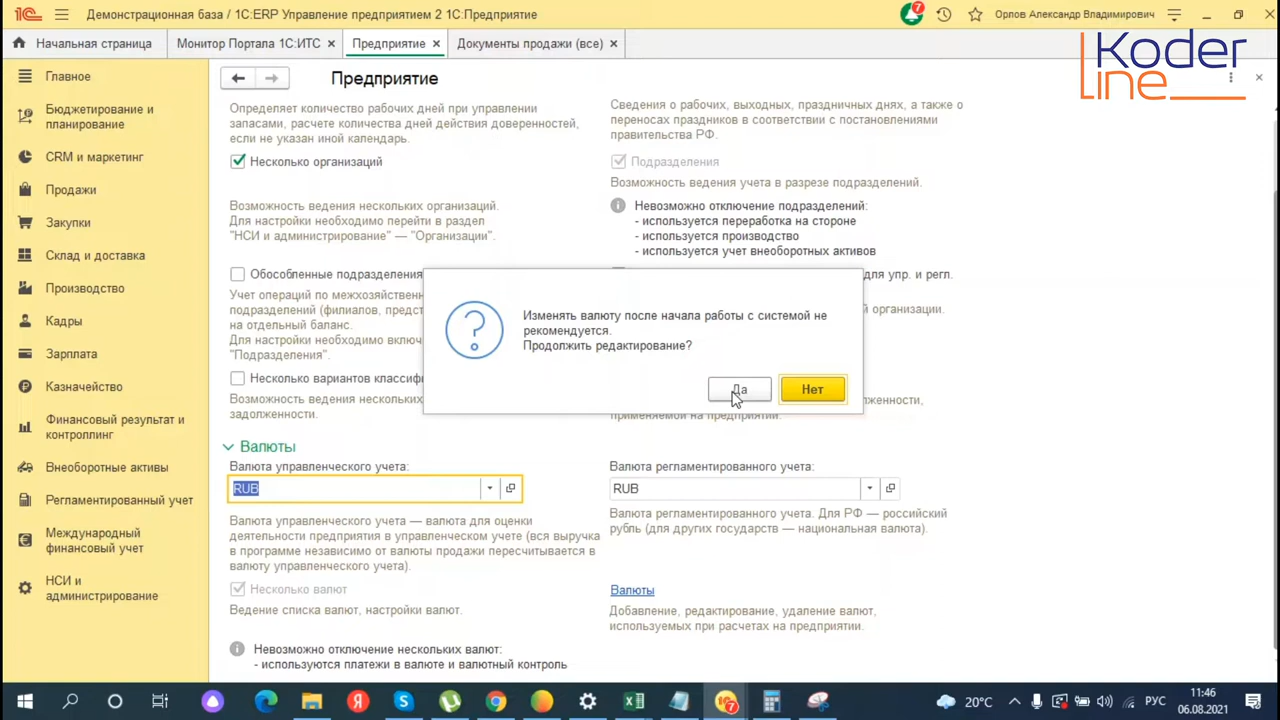 Демонстрационная база / 1C:ERP Управление предприятием 2 1С:Предприятие
7
Орлов Александр Владимирович
Начальная страница
Монитор Портала 1С:ИТС
Предприятие
Документы продажи (все)
Koder
line
Главное
Бюджетирование и
планирование
CRM и маркетинг
Продажи
Закупки
Склад и доставка
Производство
Кадры
Зарплата
Казначейство
Финансовый результат и
контроллинг
Внеоборотные активы
Регламентированный учет
Международный
финансовый учет
НСИ и
администрирование
Предприятие
Определяет количество рабочих дней при управлении
запасами, расчете количества дней действия доверенностей,
если не указан иной календарь.
Сведения о рабочих, выходных, праздничных днях, а также о
переносах праздников в соответствии с постановлениями
правительства РФ.
Несколько организаций
Подразделения
Возможность ведения учета в разрезе подразделений.
Возможность ведения нескольких организаций.
Для настройки необходимо перейти в раздел
"НСИ и администрирование" — "Организации".
Невозможно отключение подразделений:
- используется переработка на стороне
- используется производство
- используется учет внеоборотных активов
Обособленные подразделения
для упр. и регл.
Учет операций по межхозяйствен
подразделений (филиалов, предст
на отдельный баланс.
Для настройки необходимо включ
"Подразделения".
й организации.
Изменять валюту после начала работы с системой не
рекомендуется.
Продолжить редактирование?
Да
Нет
Несколько вариантов классифи
Возможность ведения нескольких
задолженности.
олженности,
применяемой на предприятии.
Валюты
Валюта управленческого учета:
RUB
Валюта регламентированного учета:
RUB
Валюта управленческого учета — валюта для оценки
деятельности предприятия в управленческом учете (вся выручка
в программе независимо от валюты продажи пересчитывается в
валюту управленческого учета).
Валюта регламентированного учета. Для РФ — российский
рубль (для других государств — национальная валюта).
Несколько валют
Ведение списка валют, настройки валют.
Валюты
Добавление, редактирование, удаление валют,
используемых при расчетах на предприятии.
Невозможно отключение нескольких валют:
- используются платежи в валюте и валютный контроль
20°C
РУС
11:46
06.08.2021